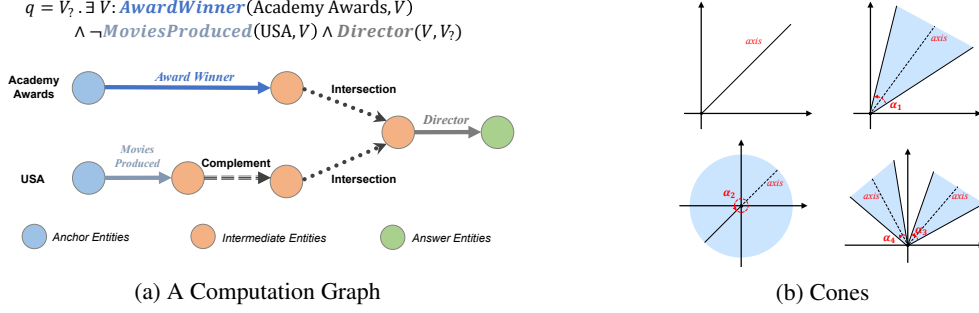 q = V? . ∃ V: AwardWinner(Academy Awards, V)
∧ ¬MoviesProduced(USA, V) ∧ Director(V, V?)
Academy Awards
Award Winner
Intersection
Director
USA
Movies Produced
Complement
Intersection
Anchor Entities
Intermediate Entities
Answer Entities
(a) A Computation Graph
axis
axis
α1
α2
axis
axis
axis
α4
α3
(b) Cones